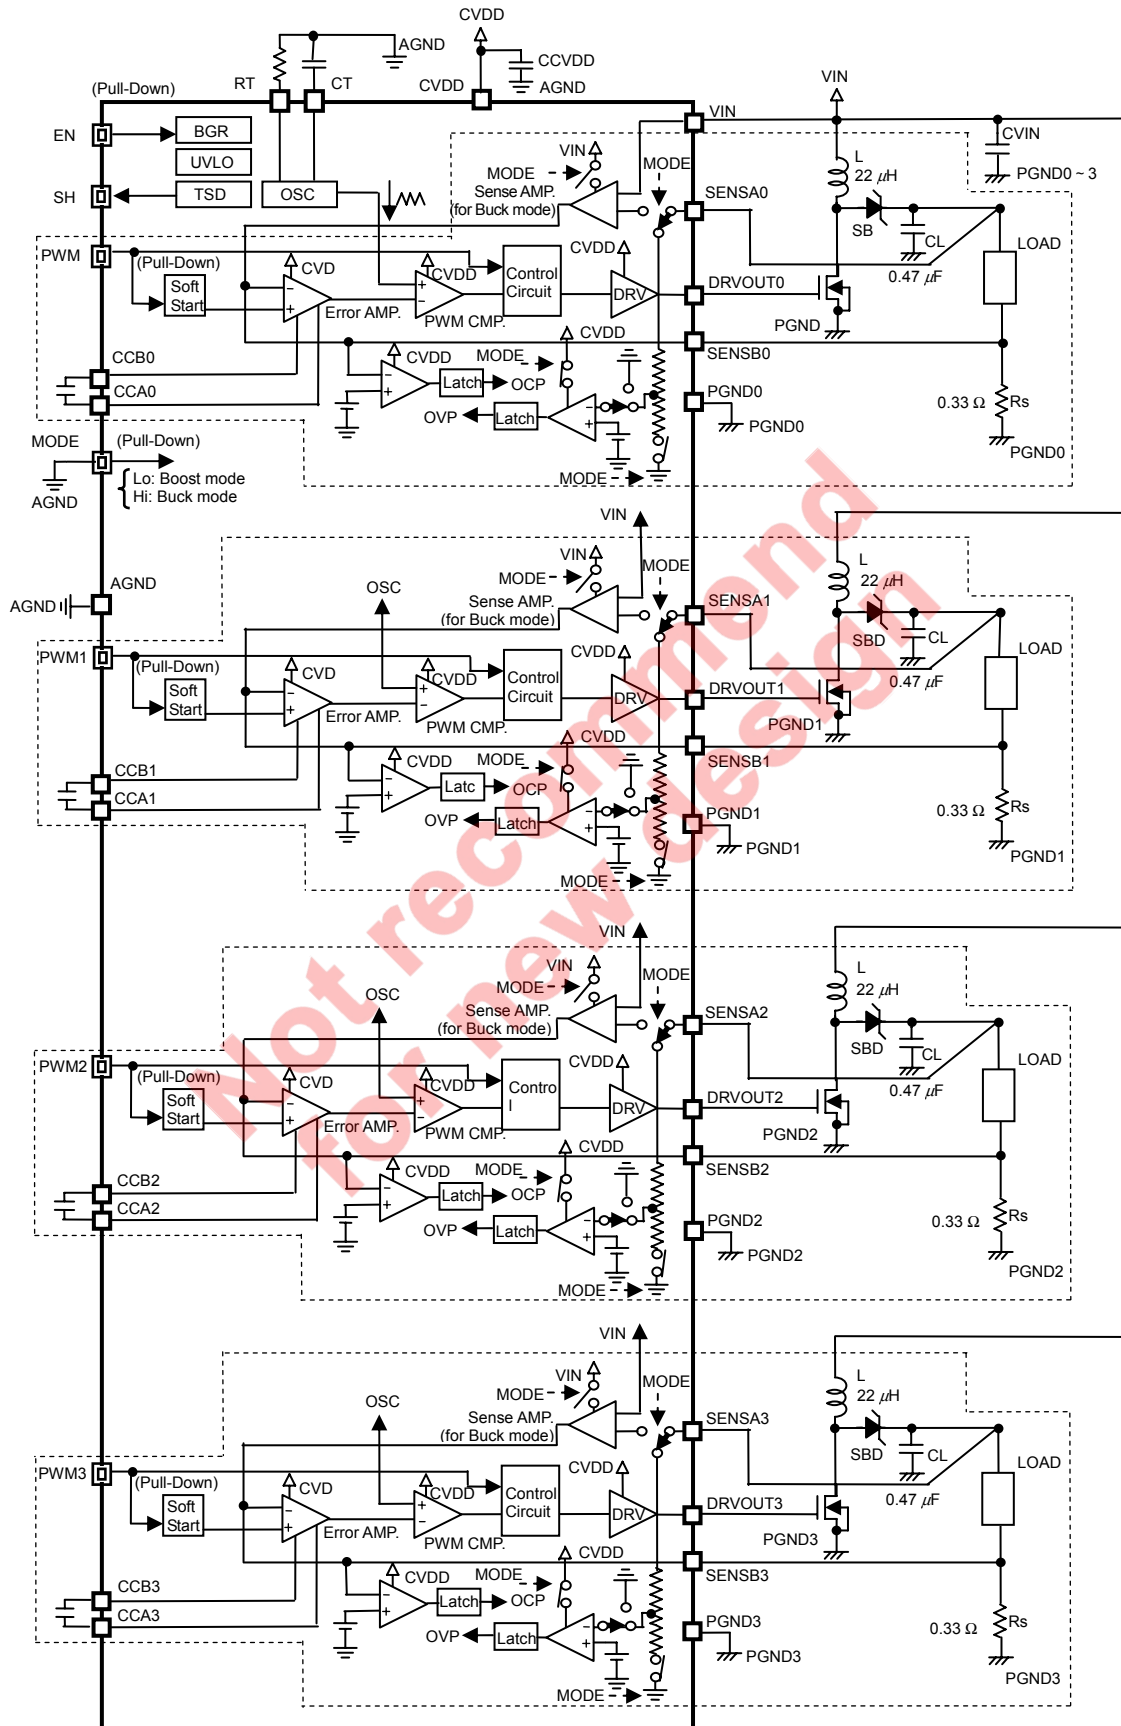 CVDD
AGND
CCVDD
RT
CT
CVDD
AGND
VIN
(Pull-Down)
VIN
EN
BGR
CVIN
UVLO
VIN
MODE
L
22 μH
PGND0 ~ 3
MODE
SH
TSD
OSC
Sense AMP.
(for Buck mode)
SENSA0
SB
CL
LOAD
PWM
(Pull-Down)
CVD
CVDD
CVDD
Control
Circuit
0.47 μF
Soft
Start
DRV
DRVOUT0
Error AMP.
PWM CMP.
PGND
CVDD
CVDD
MODE
SENSB0
CCB0
Latch
OCP
PGND0
CCA0
OVP
Latch
0.33 Ω
Rs
PGND0
MODE
(Pull-Down)
PGND0
Lo: Boost mode
Hi: Buck mode
AGND
MODE
VIN
VIN
MODE
L
22 μH
AGND
OSC
MODE
Sense AMP.
(for Buck mode)
SENSA1
AGND
SBD
CL
LOAD
PWM1
(Pull-Down)
CVD
CVDD
CVDD
Control
Circuit
0.47 μF
Soft
Start
DRV
DRVOUT1
Error AMP.
PWM CMP.
PGND1
CVDD
CVDD
MODE
SENSB1
CCB1
Latc
OCP
CCA1
OVP
Latch
PGND1
0.33 Ω
Rs
PGND1
PGND1
MODE
VIN
VIN
MODE
L
22 μH
OSC
MODE
Sense AMP.
(for Buck mode)
SENSA2
SBD
CL
LOAD
PWM2
(Pull-Down)
CVD
CVDD
CVDD
Contro
l
0.47 μF
Soft
Start
DRV
DRVOUT2
Error AMP.
PWM CMP.
PGND2
CVDD
CVDD
MODE
SENSB2
CCB2
Latch
OCP
CCA2
OVP
Latch
PGND2
0.33 Ω
Rs
PGND2
PGND2
MODE
VIN
VIN
MODE
L
22 μH
OSC
MODE
Sense AMP.
(for Buck mode)
SENSA3
SBD
CL
LOAD
PWM3
(Pull-Down)
CVD
CVDD
CVDD
Control
Circuit
0.47 μF
Soft
Start
DRV
DRVOUT3
Error AMP.
PWM CMP.
PGND3
CVDD
CVDD
MODE
SENSB3
CCB3
Latch
OCP
CCA3
OVP
Latch
PGND3
0.33 Ω
Rs
PGND3
PGND3
MODE
Not recommend
for new design